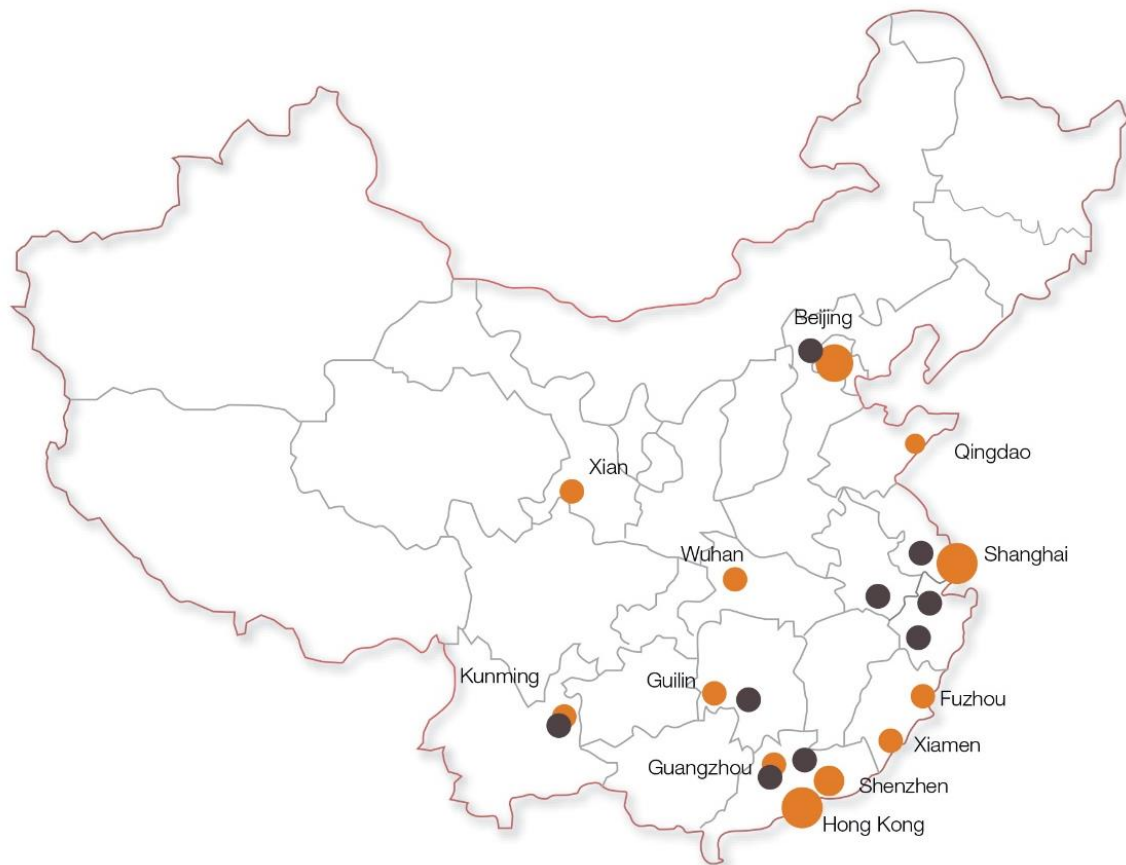 Beijing
Qingdao
Xian
Shanghai
Wuhan
Kunming
Guilin
Fuzhou
Xiamen
Guangzhou
Shenzhen
Hong Kong